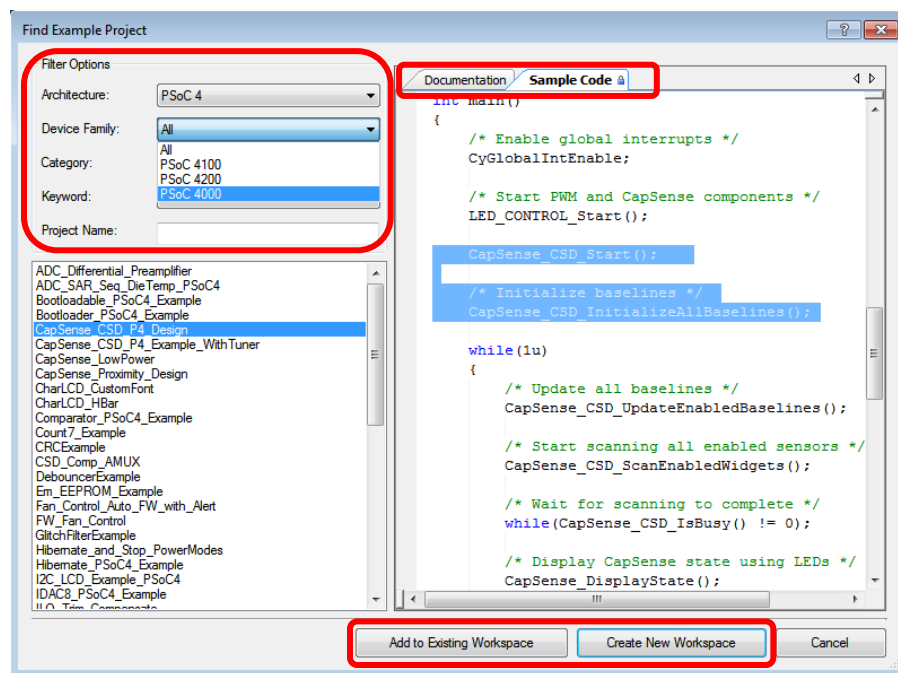 Find Example Project
Filter Options
Architecture: PSoC 4
Device Family: All
All
PSoC 4100
PSoC 4200
PSoC 4000
Category:
Keyword:
Project Name:
ADC_Differential_Preamplifier
ADC_SAR_Seq_DieTemp_PSoC4
Bootloadable_PSoC4_Example
Bootloader_PSoC4_Example
CapSense_CSD_P4_Design
CapSense_CSD_P4_Example_WithTuner
CapSense_LowPower
CapSense_Proximity_Design
CharLCD_CustomFont
CharLCD_HBar
Comparator_PSoC4_Example
Count7_Example
CRCExample
CSD_Comp_AMUX
DebouncerExample
Em_EEPROM_Example
Fan_Control_Auto_FW_with_Alert
FW_Fan_Control
GlitchFilterExample
Hibernate_and_Stop_PowerModes
Hibernate_PSoC4_Example
I2C_LCD_Example_PSoC4
IDAC8_PSoC4_Example
Documentation Sample Code
int main()
{
/* Enable global interrupts */
CyGlobalIntEnable;
/* Start PWM and CapSense components */
LED_CONTROL_Start();
CapSense_CSD_Start();
/* Initialize baselines */
CapSense_CSD_InitializeAllBaselines();
while(1u)
{
/* Update all baselines */
CapSense_CSD_UpdateEnabledBaselines();
/* Start scanning all enabled sensors */
CapSense_CSD_ScanEnabledWidgets();
/* Wait for scanning to complete */
while(CapSense_CSD_IsBusy() != 0);
/* Display CapSense state using LEDs */
CapSense_DisplayState();
Add to Existing Workspace Create New Workspace Cancel